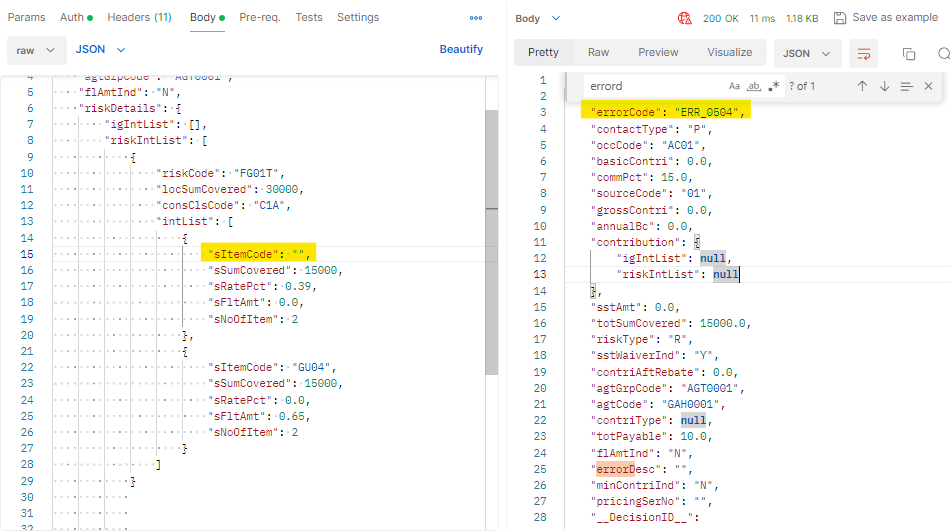 Params Auth Headers (11) Body Pre-req. Tests Settings
raw JSON Beautify
4 "agtGrpCode": "AGT0001",
5 "flAmtInd": "N",
6 "riskDetails": {
7 "igIntList": [],
8 "riskIntList": [
9 {
10 "riskCode": "FG01T",
11 "locSumCovered": 30000,
12 "consClsCode": "C1A",
13 "intList": [
14 {
15 "sItemCode": "",
16 "sSumCovered": 15000,
17 "sRatePct": 0.39,
18 "sFltAmt": 0.0,
19 "sNoOfItem": 2
20 },
21 {
22 "sItemCode": "GU04",
23 "sSumCovered": 15000,
24 "sRatePct": 0.0,
25 "sFltAmt": 0.65,
26 "sNoOfItem": 2
27 }
28 ]
29 }
30
31
32
Body 200 OK 11 ms 1.18 KB Save as example
Pretty Raw Preview Visualize JSON
errord Aa ab .* ? of 1
1
2
3 "errorCode": "ERR_0504",
4 "contactType": "P",
5 "occCode": "AC01",
6 "basicContri": 0.0,
7 "commPct": 15.0,
8 "sourceCode": "01",
9 "grossContri": 0.0,
10 "annualBc": 0.0,
11 "contribution": {
12 "igIntList": null,
13 "riskIntList": null
14 },
15 "sstAmt": 0.0,
16 "totSumCovered": 15000.0,
17 "riskType": "R",
18 "sstWaiverInd": "Y",
19 "contriAftRebate": 0.0,
20 "agtGrpCode": "AGT0001",
21 "agtCode": "GAH0001",
22 "contriType": null,
23 "totPayable": 10.0,
24 "flAmtInd": "N",
25 "errorDesc": "",
26 "minContriInd": "N",
27 "pricingSerNo": "",
28 "__DecisionID__":